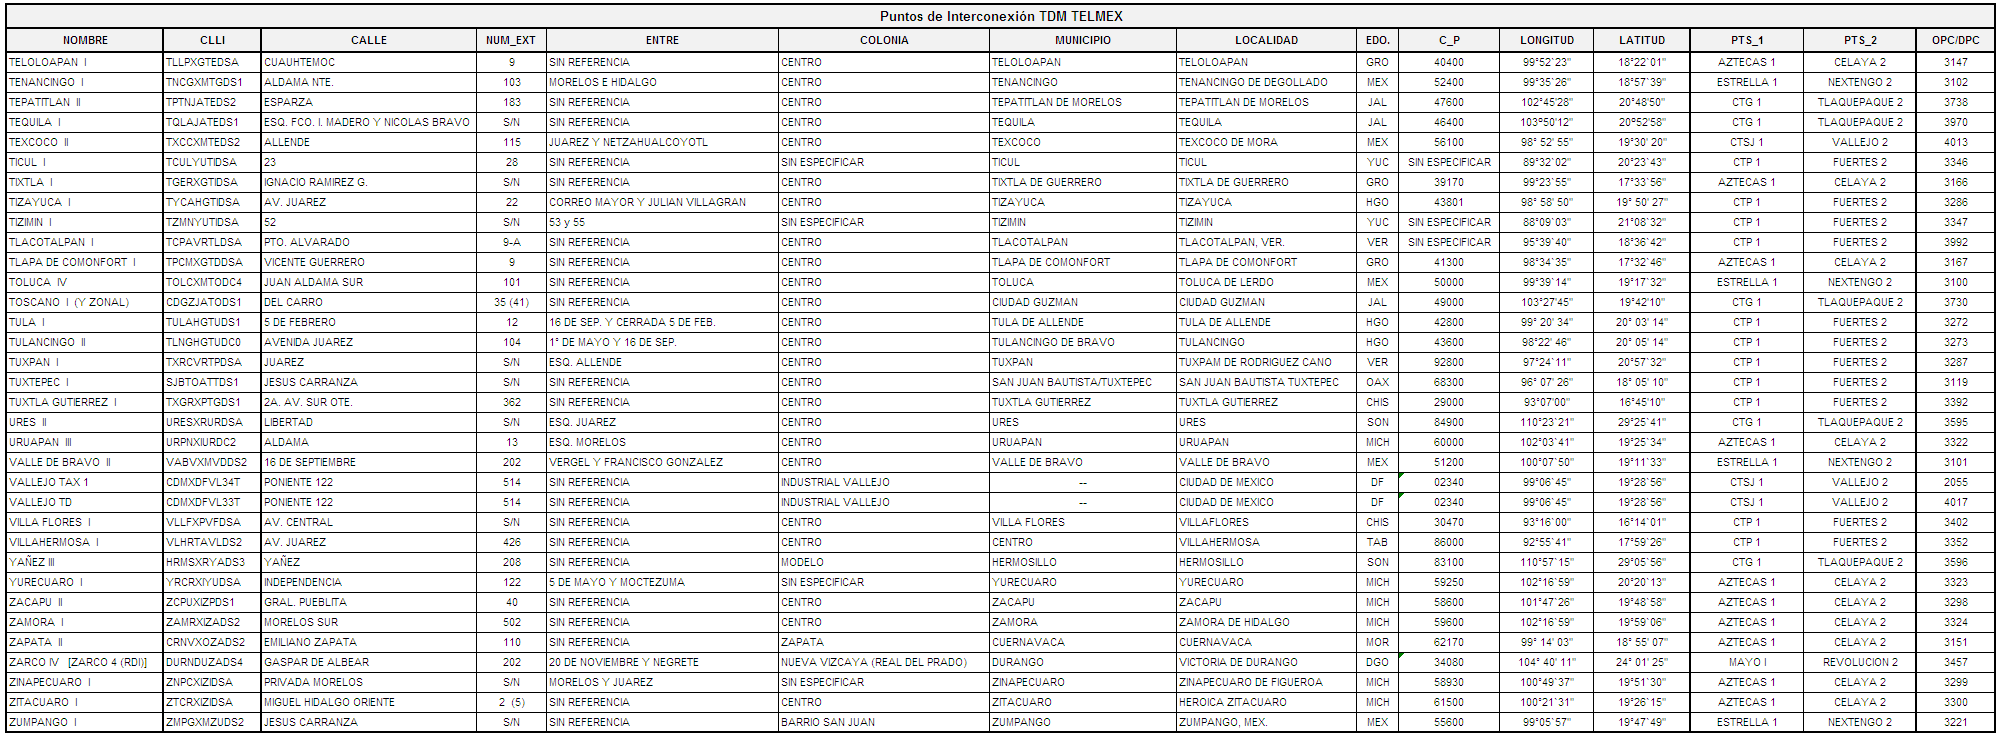 Puntos de Interconexión TDM TELMEX
NOMBRE CLLI CALLE NUM_EXT ENTRE COLONIA MUNICIPIO LOCALIDAD EDO. C_P LONGITUD LATITUD PTS_1 PTS_2 OPC/DPC
TELOLOAPAN I TLLPXGTEDSA CUAUHTEMOC 9 SIN REFERENCIA CENTRO TELOLOAPAN TELOLOAPAN GRO 40400 99°52`23" 18°22`01" AZTECAS 1 CELAYA 2 3147
TENANCINGO I TNCGXMTGDS1 ALDAMA NTE. 103 MORELOS E HIDALGO CENTRO TENANCINGO TENANCINGO DE DEGOLLADO MEX 52400 99°35`26" 18°57`39" ESTRELLA 1 NEXTENGO 2 3102
TEPATITLAN II TPTNJATEDS2 ESPARZA 183 SIN REFERENCIA CENTRO TEPATITLAN DE MORELOS TEPATITLAN DE MORELOS JAL 47600 102°45'28" 20°48'50" CTG 1 TLAQUEPAQUE 2 3738
TEQUILA I TQLAJATEDS1 ESQ. FCO. I. MADERO Y NICOLAS BRAVO S/N SIN REFERENCIA CENTRO TEQUILA TEQUILA JAL 46400 103º50'12" 20º52'58" CTG 1 TLAQUEPAQUE 2 3970
TEXCOCO II TXCCXMTEDS2 ALLENDE 115 JUAREZ Y NETZAHUALCOYOTL CENTRO TEXCOCO TEXCOCO DE MORA MEX 56100 98° 52' 55" 19°30' 20" CTSJ 1 VALLEJO 2 4013
TICUL I TCULYUTIDSA 23 28 SIN REFERENCIA SIN ESPECIFICAR TICUL TICUL YUC SIN ESPECIFICAR 89°32`02" 20°23`43" CTP 1 FUERTES 2 3346
TIXTLA I TGERXGTIDSA IGNACIO RAMIREZ G. S/N SIN REFERENCIA CENTRO TIXTLA DE GUERRERO TIXTLA DE GUERRERO GRO 39170 99°23`55" 17°33`56" AZTECAS 1 CELAYA 2 3166
TIZAYUCA I TYCAHGTIDSA AV. JUAREZ 22 CORREO MAYOR Y JULIAN VILLAGRAN CENTRO TIZAYUCA TIZAYUCA HGO 43801 98° 58' 50" 19° 50' 27" CTP 1 FUERTES 2 3286
TIZIMIN I TZMNYUTIDSA 52 S/N 53 y 55 SIN ESPECIFICAR TIZIMIN TIZIMIN YUC SIN ESPECIFICAR 88°09`03" 21°08`32" CTP 1 FUERTES 2 3347
TLACOTALPAN I TCPAVRTLDSA PTO. ALVARADO 9-A SIN REFERENCIA CENTRO TLACOTALPAN TLACOTALPAN, VER. VER SIN ESPECIFICAR 95°39`40" 18°36`42" CTP 1 FUERTES 2 3992
TLAPA DE COMONFORT I TPCMXGTDDSA VICENTE GUERRERO 9 SIN REFERENCIA CENTRO TLAPA DE COMONFORT TLAPA DE COMONFORT GRO 41300 98°34`35" 17°32`46" AZTECAS 1 CELAYA 2 3167
TOLUCA IV TOLCXMTODC4 JUAN ALDAMA SUR 101 SIN REFERENCIA CENTRO TOLUCA TOLUCA DE LERDO MEX 50000 99°39`14" 19°17`32" ESTRELLA 1 NEXTENGO 2 3100
TOSCANO I (Y ZONAL) CDGZJATODS1 DEL CARRO 35 (41) SIN REFERENCIA CENTRO CIUDAD GUZMAN CIUDAD GUZMAN JAL 49000 103°27'45" 19°42'10" CTG 1 TLAQUEPAQUE 2 3730
TULA I TULAHGTUDS1 5 DE FEBRERO 12 16 DE SEP. Y CERRADA 5 DE FEB. CENTRO TULA DE ALLENDE TULA DE ALLENDE HGO 42800 99° 20' 34" 20° 03' 14" CTP 1 FUERTES 2 3272
TULANCINGO II TLNGHGTUDC0 AVENIDA JUAREZ 104 1° DE MAYO Y 16 DE SEP. CENTRO TULANCINGO DE BRAVO TULANCINGO HGO 43600 98°22' 46" 20° 05' 14" CTP 1 FUERTES 2 3273
TUXPAN I TXRCVRTPDSA JUAREZ S/N ESQ. ALLENDE CENTRO TUXPAN TUXPAM DE RODRIGUEZ CANO VER 92800 97°24`11" 20°57`32" CTP 1 FUERTES 2 3287
TUXTEPEC I SJBTOATTDS1 JESUS CARRANZA S/N SIN REFERENCIA CENTRO SAN JUAN BAUTISTA/TUXTEPEC SAN JUAN BAUTISTA TUXTEPEC OAX 68300 96° 07' 26" 18° 05' 10" CTP 1 FUERTES 2 3119
TUXTLA GUTIERREZ I TXGRXPTGDS1 2A. AV. SUR OTE. 362 SIN REFERENCIA CENTRO TUXTLA GUTIERREZ TUXTLA GUTIERREZ CHIS 29000 93°07'00" 16°45'10" CTP 1 FUERTES 2 3392
URES II URESXRURDSA LIBERTAD S/N ESQ. JUAREZ CENTRO URES URES SON 84900 110°23`21" 29°25`41" CTG 1 TLAQUEPAQUE 2 3595
URUAPAN III URPNXIURDC2 ALDAMA 13 ESQ. MORELOS CENTRO URUAPAN URUAPAN MICH 60000 102°03`41" 19°25`34" AZTECAS 1 CELAYA 2 3322
VALLE DE BRAVO II VABVXMVDDS2 16 DE SEPTIEMBRE 202 VERGEL Y FRANCISCO GONZALEZ CENTRO VALLE DE BRAVO VALLE DE BRAVO MEX 51200 100°07`50" 19°11`33" ESTRELLA 1 NEXTENGO 2 3101
VALLEJO TAX 1 CDMXDFVL34T PONIENTE 122 514 SIN REFERENCIA INDUSTRIAL VALLEJO -- CIUDAD DE MEXICO DF 02340 99°06`45" 19°28`56" CTSJ 1 VALLEJO 2 2055
VALLEJO TD CDMXDFVL33T PONIENTE 122 514 SIN REFERENCIA INDUSTRIAL VALLEJO -- CIUDAD DE MEXICO DF 02340 99°06`45" 19°28`56" CTSJ 1 VALLEJO 2 4017
VILLA FLORES I VLLFXPVFDSA AV. CENTRAL S/N SIN REFERENCIA CENTRO VILLA FLORES VILLAFLORES CHIS 30470 93°16`00" 16°14`01" CTP 1 FUERTES 2 3402
VILLAHERMOSA I VLHRTAVLDS2 AV. JUAREZ 426 SIN REFERENCIA CENTRO CENTRO VILLAHERMOSA TAB 86000 92°55`41" 17°59`26" CTP 1 FUERTES 2 3352
YAÑEZ III HRMSXRYADS3 YAÑEZ 208 SIN REFERENCIA MODELO HERMOSILLO HERMOSILLO SON 83100 110°57`15" 29°05`56" CTG 1 TLAQUEPAQUE 2 3596
YURECUARO I YRCRXIYUDSA INDEPENDENCIA 122 5 DE MAYO Y MOCTEZUMA SIN ESPECIFICAR YURECUARO YURECUARO MICH 59250 102°16`59" 20°20`13" AZTECAS 1 CELAYA 2 3323
ZACAPU II ZCPUXIZPDS1 GRAL. PUEBLITA 40 SIN REFERENCIA CENTRO ZACAPU ZACAPU MICH 58600 101°47`26" 19°48`58" AZTECAS 1 CELAYA 2 3298
ZAMORA I ZAMRXIZADS2 MORELOS SUR 502 SIN REFERENCIA CENTRO ZAMORA ZAMORA DE HIDALGO MICH 59600 102°16`59" 19°59`06" AZTECAS 1 CELAYA 2 3324
ZAPATA II CRNVXOZADS2 EMILIANO ZAPATA 110 SIN REFERENCIA ZAPATA CUERNAVACA CUERNAVACA MOR 62170 99° 14' 03" 18° 55' 07" AZTECAS 1 CELAYA 2 3151
ZARCO IV [ZARCO 4 (RDI)] DURNDUZADS4 GASPAR DE ALBEAR 202 20 DE NOVIEMBRE Y NEGRETE NUEVA VIZCAYA (REAL DEL PRADO) DURANGO VICTORIA DE DURANGO DGO 34080 104° 40' 11" 24° 01' 25" MAYO I REVOLUCION 2 3457
ZINAPECUARO I ZNPCXIZIDSA PRIVADA MORELOS S/N MORELOS Y JUAREZ SIN ESPECIFICAR ZINAPECUARO ZINAPECUARO DE FIGUEROA MICH 58930 100°49`37" 19°51`30" AZTECAS 1 CELAYA 2 3299
ZITACUARO I ZTCRXIZIDSA MIGUEL HIDALGO ORIENTE 2 (5) SIN REFERENCIA CENTRO ZITACUARO HEROICA ZITACUARO MICH 61500 100°21`31" 19°26`15" AZTECAS 1 CELAYA 2 3300
ZUMPANGO I ZMPGXMZUDS2 JESUS CARRANZA S/N SIN REFERENCIA BARRIO SAN JUAN ZUMPANGO ZUMPANGO, MEX. MEX 55600 99°05`57" 19°47`49" ESTRELLA 1 NEXTENGO 2 3221